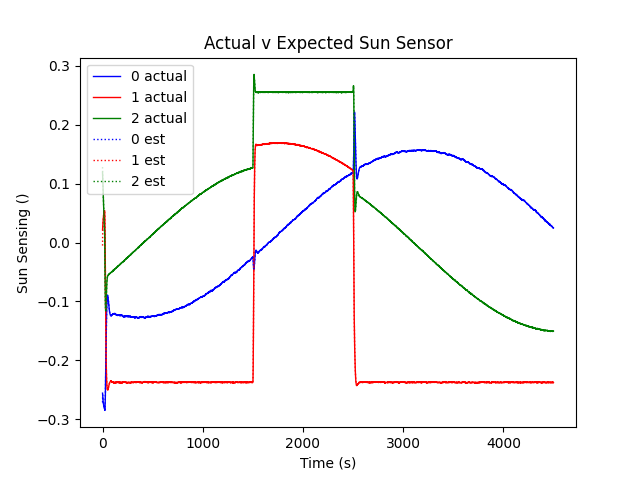 Actual v Expected Sun Sensor
0 actual
1 actual
2 actual
0 est
1 est
2 est
0.3
0.2
0.1
0.0
−0.1
−0.2
−0.3
Sun Sensing ()
0 1000 2000 3000 4000
Time (s)